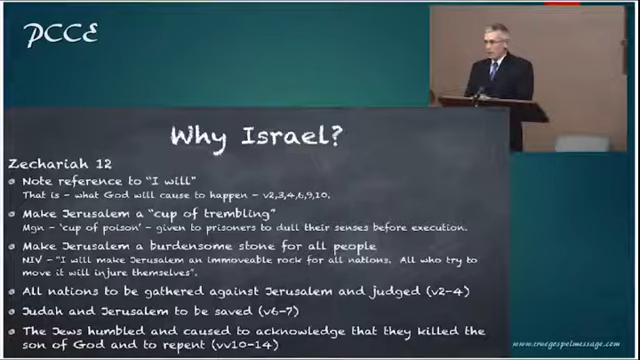 PCCE
Why Israel?
Zechariah 12
Note reference to "I will"
That is - what God will cause to happen - v2,3,4,6,9,10.
Make Jerusalem a "cup of trembling"
Mgn - 'cup of poison' - given to prisoners to dull their senses before execution.
Make Jerusalem a burdensome stone for all people
NIV - "I will make Jerusalem an immoveable rock for all nations. All who try to
move it will injure themselves".
All nations to be gathered against Jerusalem and judged (v2-4)
Judah and Jerusalem to be saved (v6-7)
The Jews humbled and caused to acknowledge that they killed the
son of God and to repent (vv10-14)
www.truegospelmessage.com